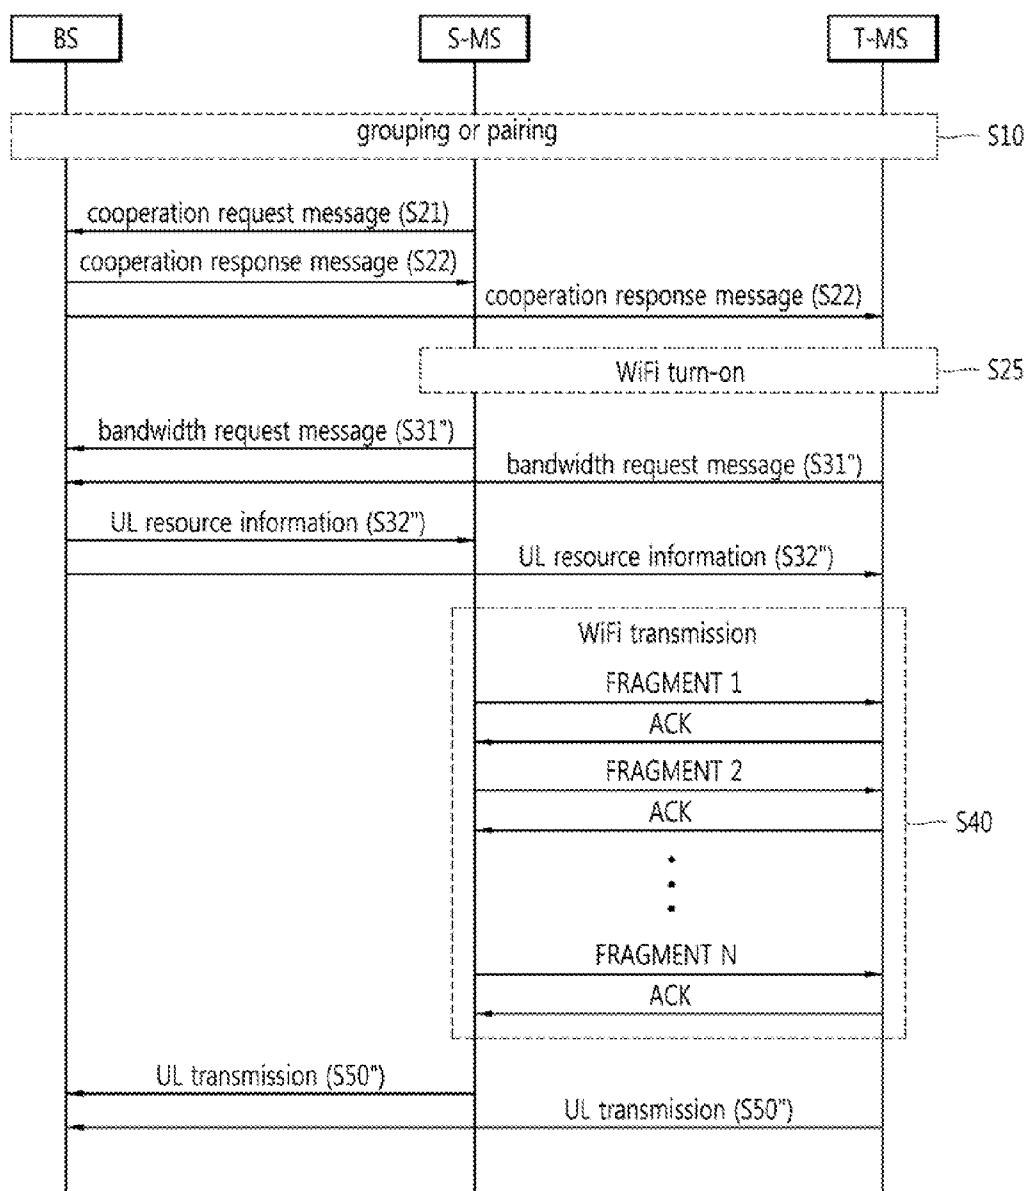 BS S-MS T-MS
grouping or pairing S10
cooperation request message (S21)
cooperation response message (S22)
cooperation response message (S22)
WiFi turn-on S25
bandwidth request message (S31")
bandwidth request message (S31")
UL resource information (S32")
UL resource information (S32")
WiFi transmission
FRAGMENT 1
ACK
FRAGMENT 2
ACK
S40
FRAGMENT N
ACK
UL transmission (S50")
UL transmission (S50")